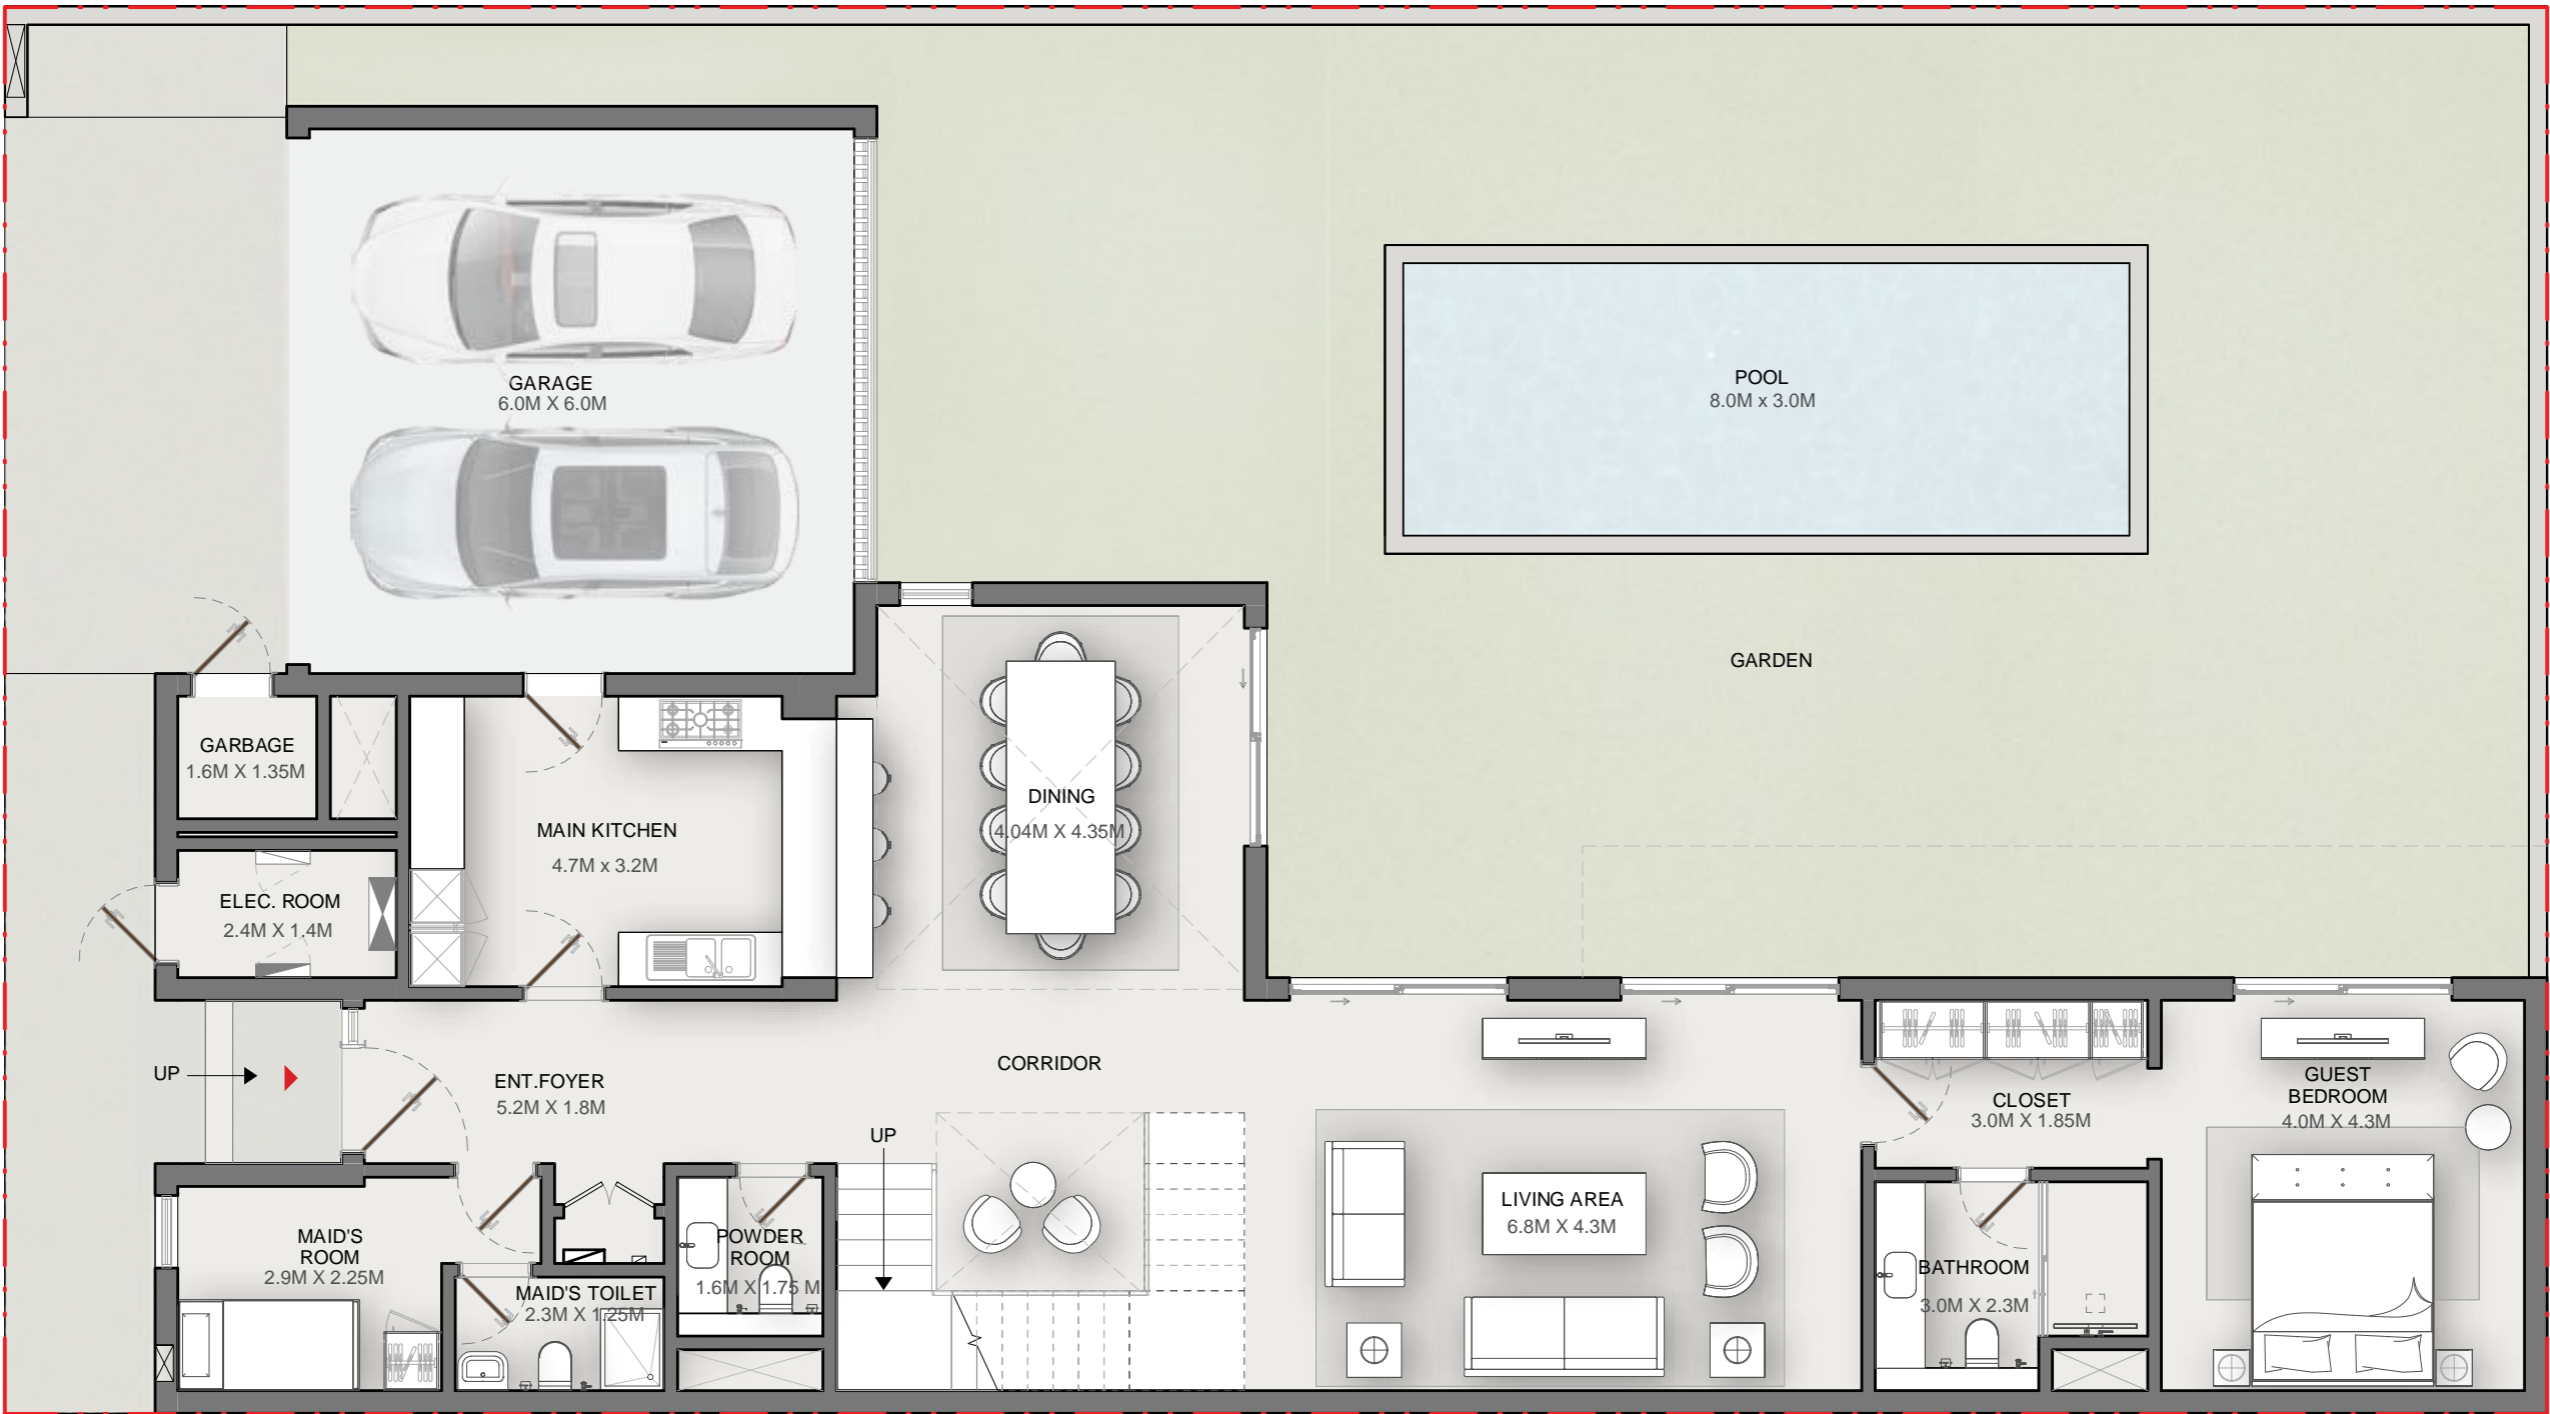 GARAGE
6.0M X 6.0M
POOL
8.0M x 3.0M
GARDEN
GARBAGE
1.6M X 1.35M
MAIN KITCHEN
4.7M x 3.2M
DINING
4.04M X 4.35M
ELEC. ROOM
2.4M X 1.4M
UP
ENT.FOYER
5.2M X 1.8M
CORRIDOR
UP
CLOSET
3.0M X 1.85M
GUEST
BEDROOM
4.0M X 4.3M
LIVING AREA
6.8M X 4.3M
MAID'S
ROOM
2.9M X 2.25M
MAID'S TOILET
2.3M X 1.25M
POWDER
ROOM
1.6M X 1.75 M
BATHROOM
3.0M X 2.3M